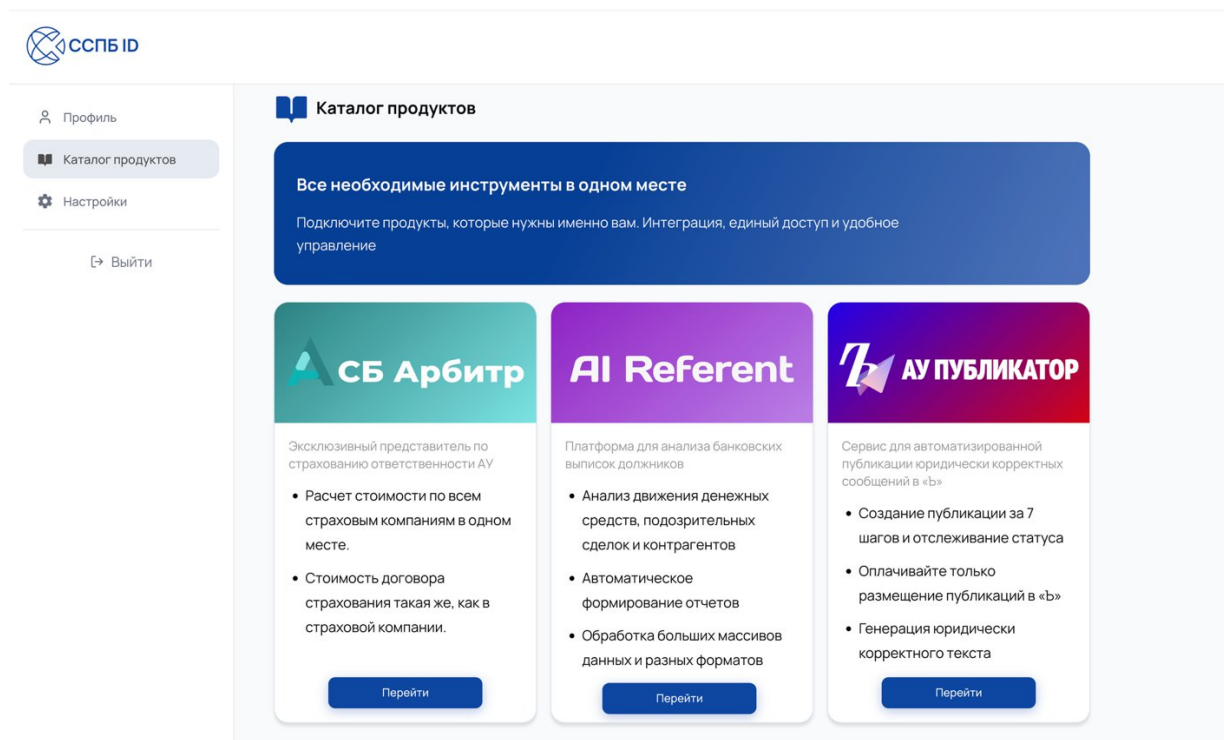 ССПБ ID
Профиль
Каталог продуктов
Настройки
Выйти
Каталог продуктов
Все необходимые инструменты в одном месте
Подключите продукты, которые нужны именно вам. Интеграция, единый доступ и удобное
управление
СБ Арбитр
Эксклюзивный представитель по
страхованию ответственности АУ
• Расчет стоимости по всем
страховым компаниям в одном
месте.
• Стоимость договора
страхования такая же, как в
страховой компании.
Перейти
AI Referent
Платформа для анализа банковских
выписок должников
• Анализ движения денежных
средств, подозрительных
сделок и контрагентов
• Автоматическое
формирование отчетов
• Обработка больших массивов
данных и разных форматов
Перейти
Ъ АУ ПУБЛИКАТОР
Сервис для автоматизированной
публикации юридически корректных
сообщений в «Ъ»
• Создание публикации за 7
шагов и отслеживание статуса
• Оплачивайте только
размещение публикаций в «Ъ»
• Генерация юридически
корректного текста
Перейти